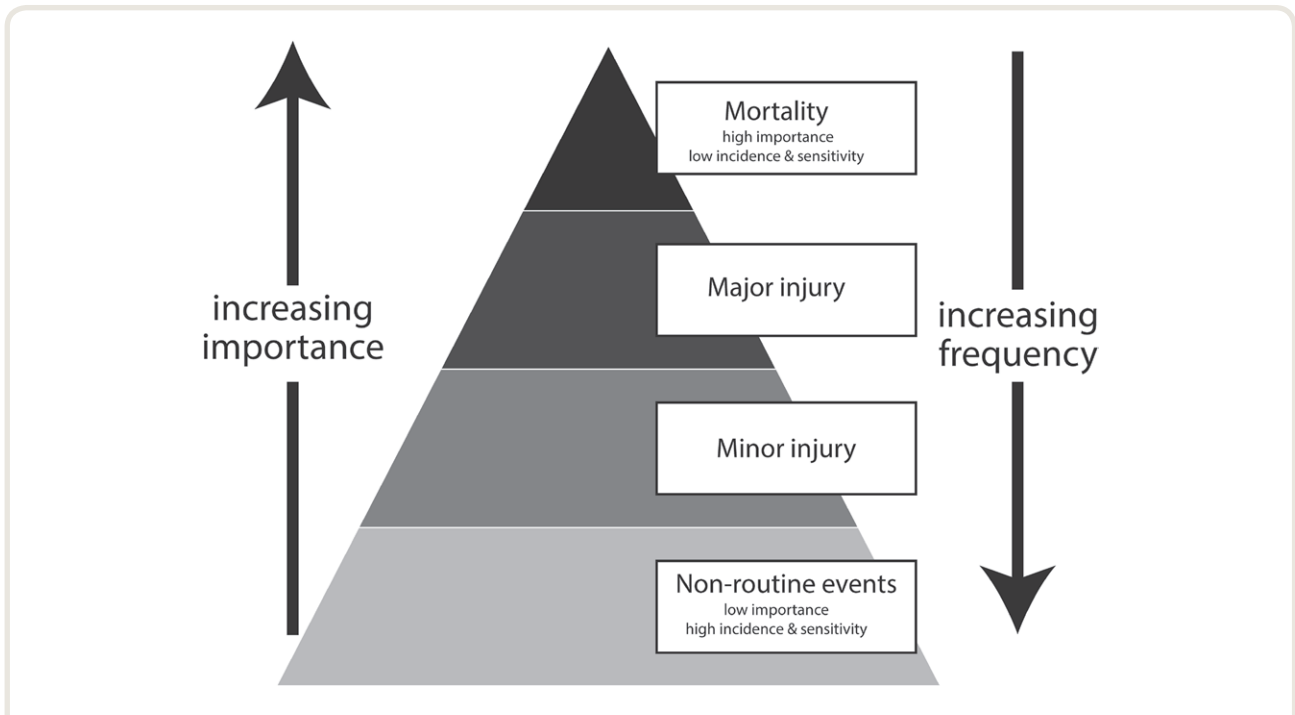 Mortality
high importance
low incidence & sensitivity
Major injury
increasing
importance
increasing
frequency
Minor injury
Non-routine events
low importance
high incidence & sensitivity